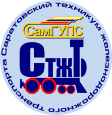 Саратовский техникум железнодорожного транспорта
СамГУПС
СТЖТ